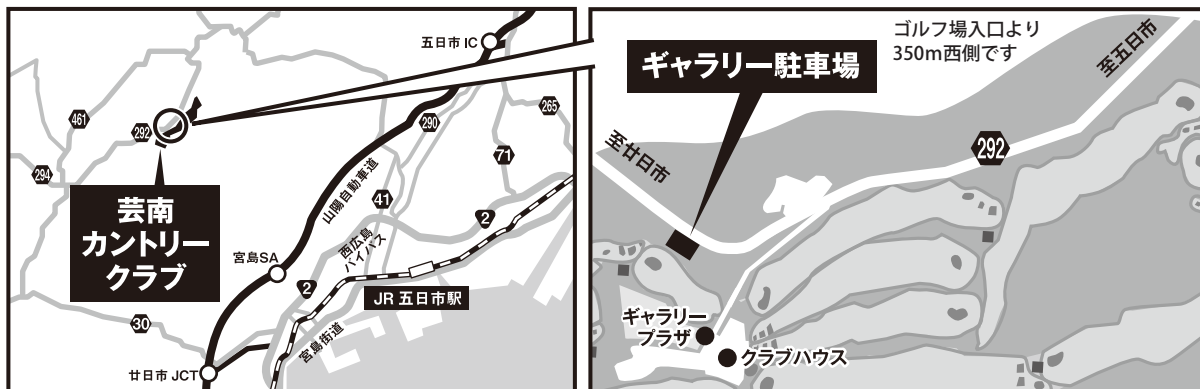 五日市 IC
461
292
290
265
294
71
芸南
カントリー
クラブ
山陽自動車道
41
2
西広島
バイパス
宮島SA
2
JR 五日市駅
30
宮島街道
廿日市 JCT
ゴルフ場入口より
350m西側です
ギャラリー駐車場
至五日市
至廿日市
292
ギャラリー
プラザ
クラブハウス